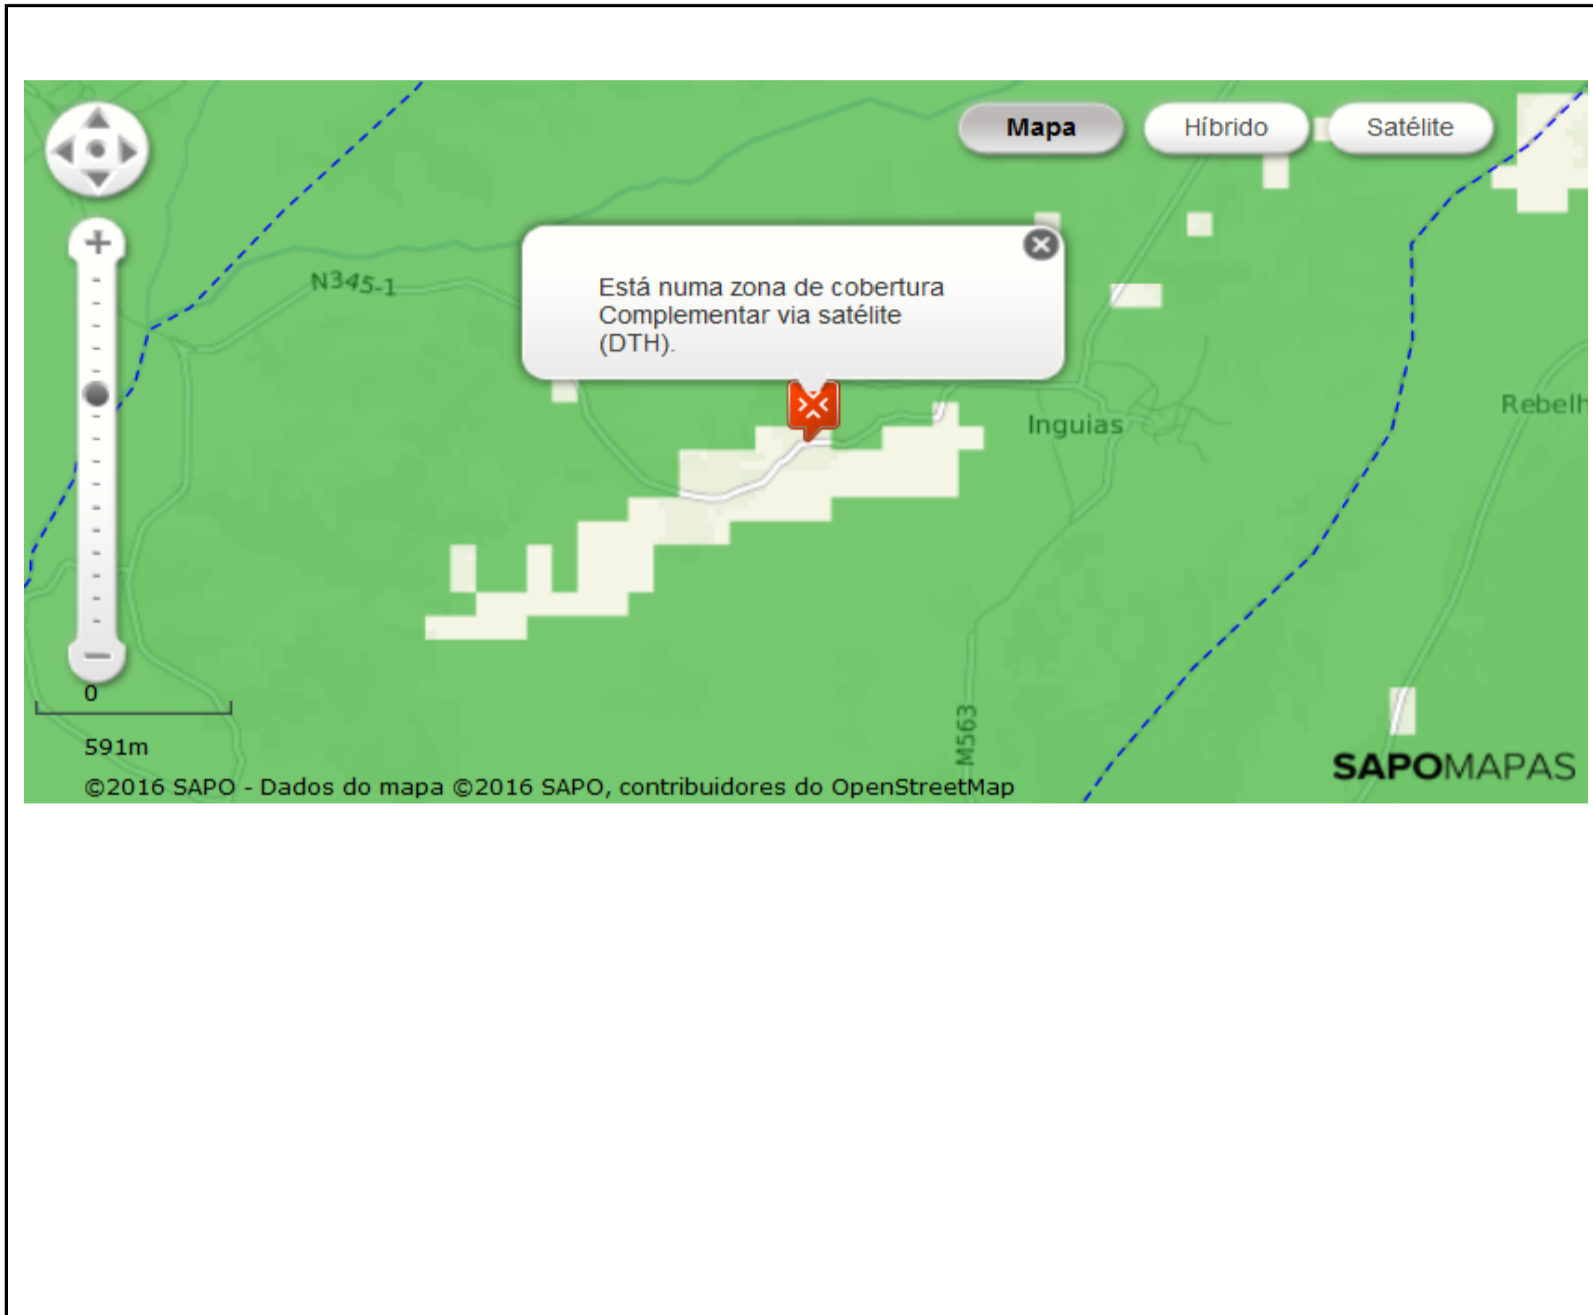 Mapa
Híbrido
Satélite
N345-1
Está numa zona de cobertura
Complementar via satélite
(DTH).
Inguias
Rebelh
M563
0
591m
SAPOMAPAS
©2016 SAPO - Dados do mapa ©2016 SAPO, contribuidores do OpenStreetMap